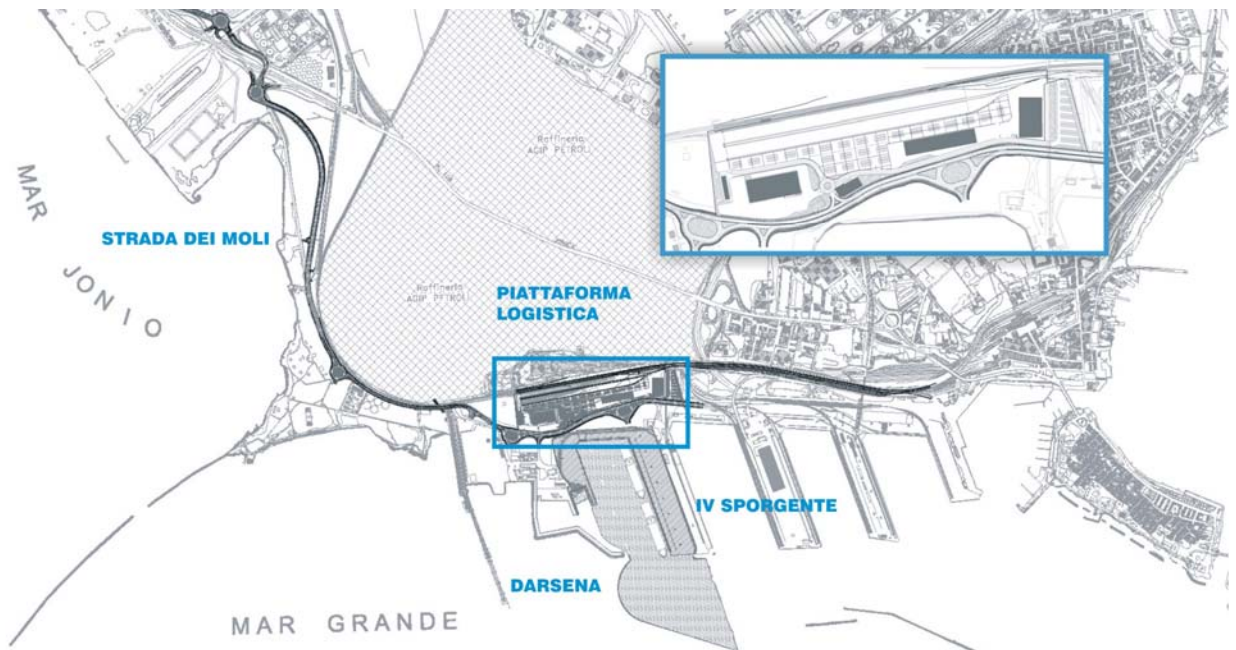 Raffineria
AGIP PETROLI
MAR
JONIO
STRADA DEI MOLI
Raffineria
AGIP PETROLI
PIATTAFORMA
LOGISTICA
IV SPORGENTE
DARSENA
MAR GRANDE